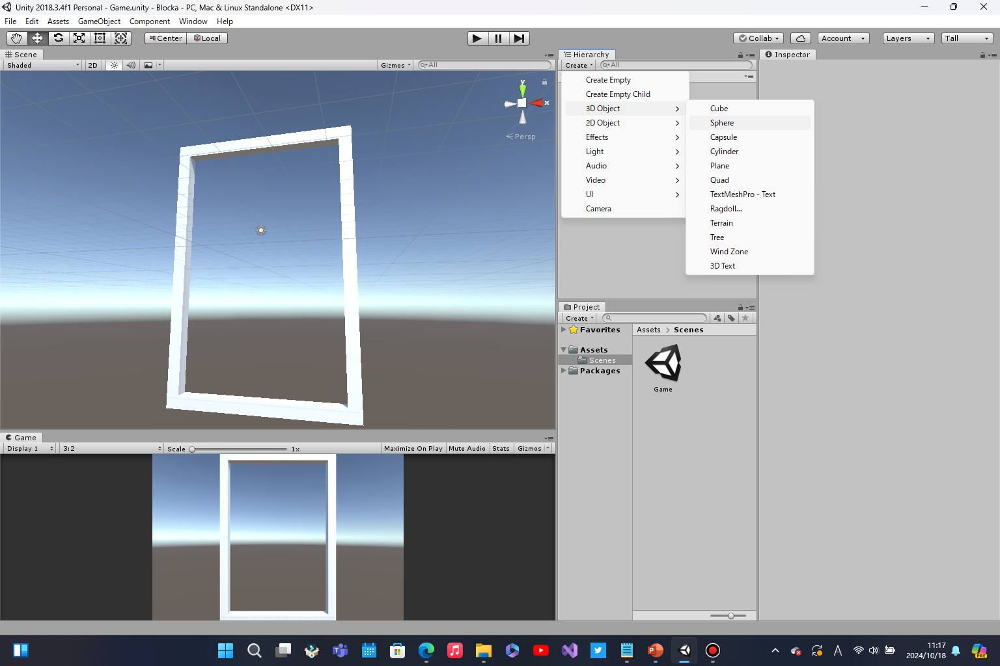 Unity 2018.3.4f1 Personal - Game.unity - Blocka - PC, Mac & Linux Standalone <DX11>
File Edit Assets GameObject Component Window Help
Center Local Collab Account Layers Tall
Scene
Shaded 2D Gizmos All
y
x
Persp
Hierarchy
Create All
Create Empty
Create Empty Child
3D Object
2D Object
Effects
Light
Audio
Video
UI
Camera
Cube
Sphere
Capsule
Cylinder
Plane
Quad
TextMeshPro - Text
Ragdoll...
Terrain
Tree
Wind Zone
3D Text
Inspector
Project
Create
Favorites
Assets
Scenes
Packages
Assets > Scenes
Game
Game
Display 1 3:2 Scale 1x Maximize On Play Mute Audio Stats Gizmos
A
11:17
2024/10/18
PRE